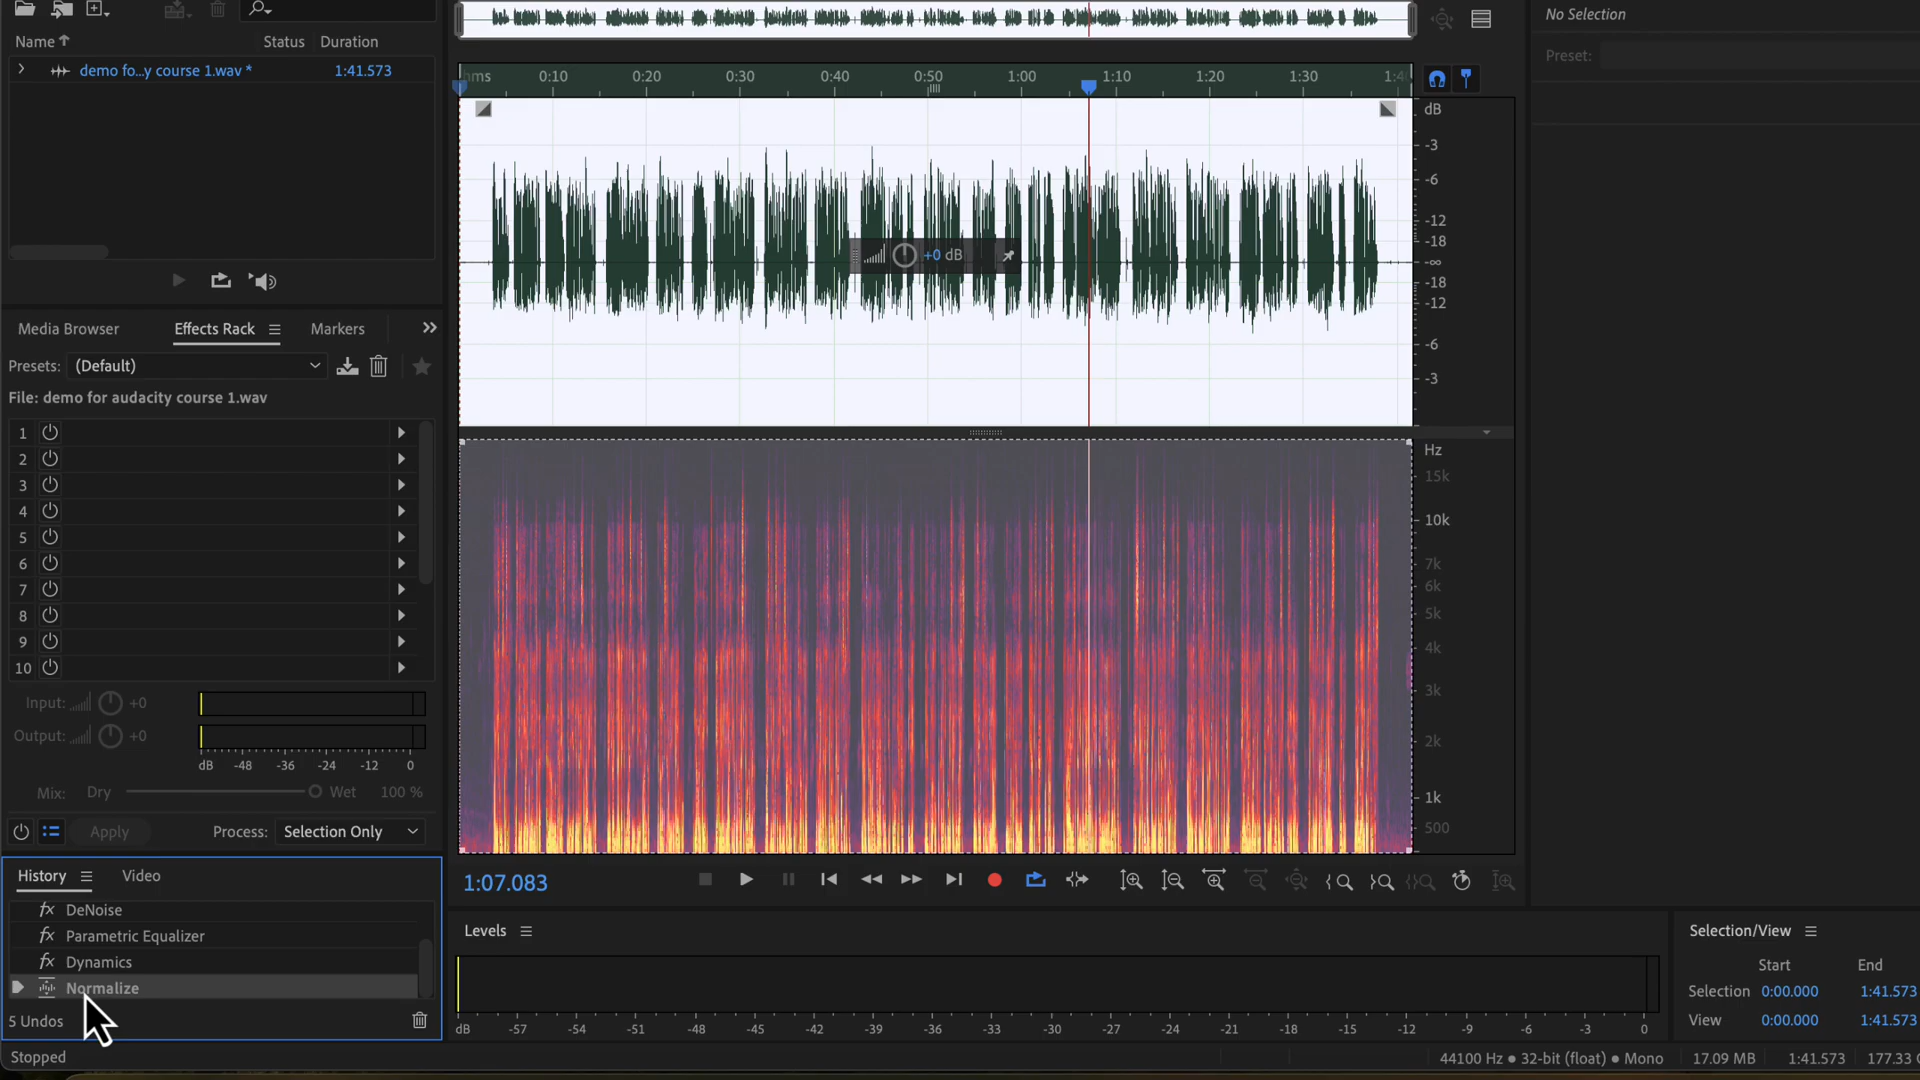 Name Status Duration
demo fo...y course 1.wav * 1:41.573
Media Browser Effects Rack Markers
Presets: (Default)
File: demo for audacity course 1.wav
1
2
3
4
5
6
7
8
9
10
Input: +0
Output: +0
dB -48 -36 -24 -12 0
Mix: Dry Wet 100 %
Apply Process: Selection Only
History Video
fx DeNoise
fx Parametric Equalizer
fx Dynamics
Normalize
5 Undos
Stopped
hms 0:10 0:20 0:30 0:40 0:50 1:00 1:10 1:20 1:30 1:4
dB
-3
-6
-12
-18
-∞
-18
-12
-6
-3
+0 dB
Hz
15k
10k
7k
6k
5k
4k
3k
2k
1k
500
1:07.083
Levels
dB -57 -54 -51 -48 -45 -42 -39 -36 -33 -30 -27 -24 -21 -18 -15 -12 -9 -6 -3 0
No Selection
Preset:
Selection/View
Start End
Selection 0:00.000 1:41.573
View 0:00.000 1:41.573
44100 Hz • 32-bit (float) • Mono 17.09 MB 1:41.573 177.33